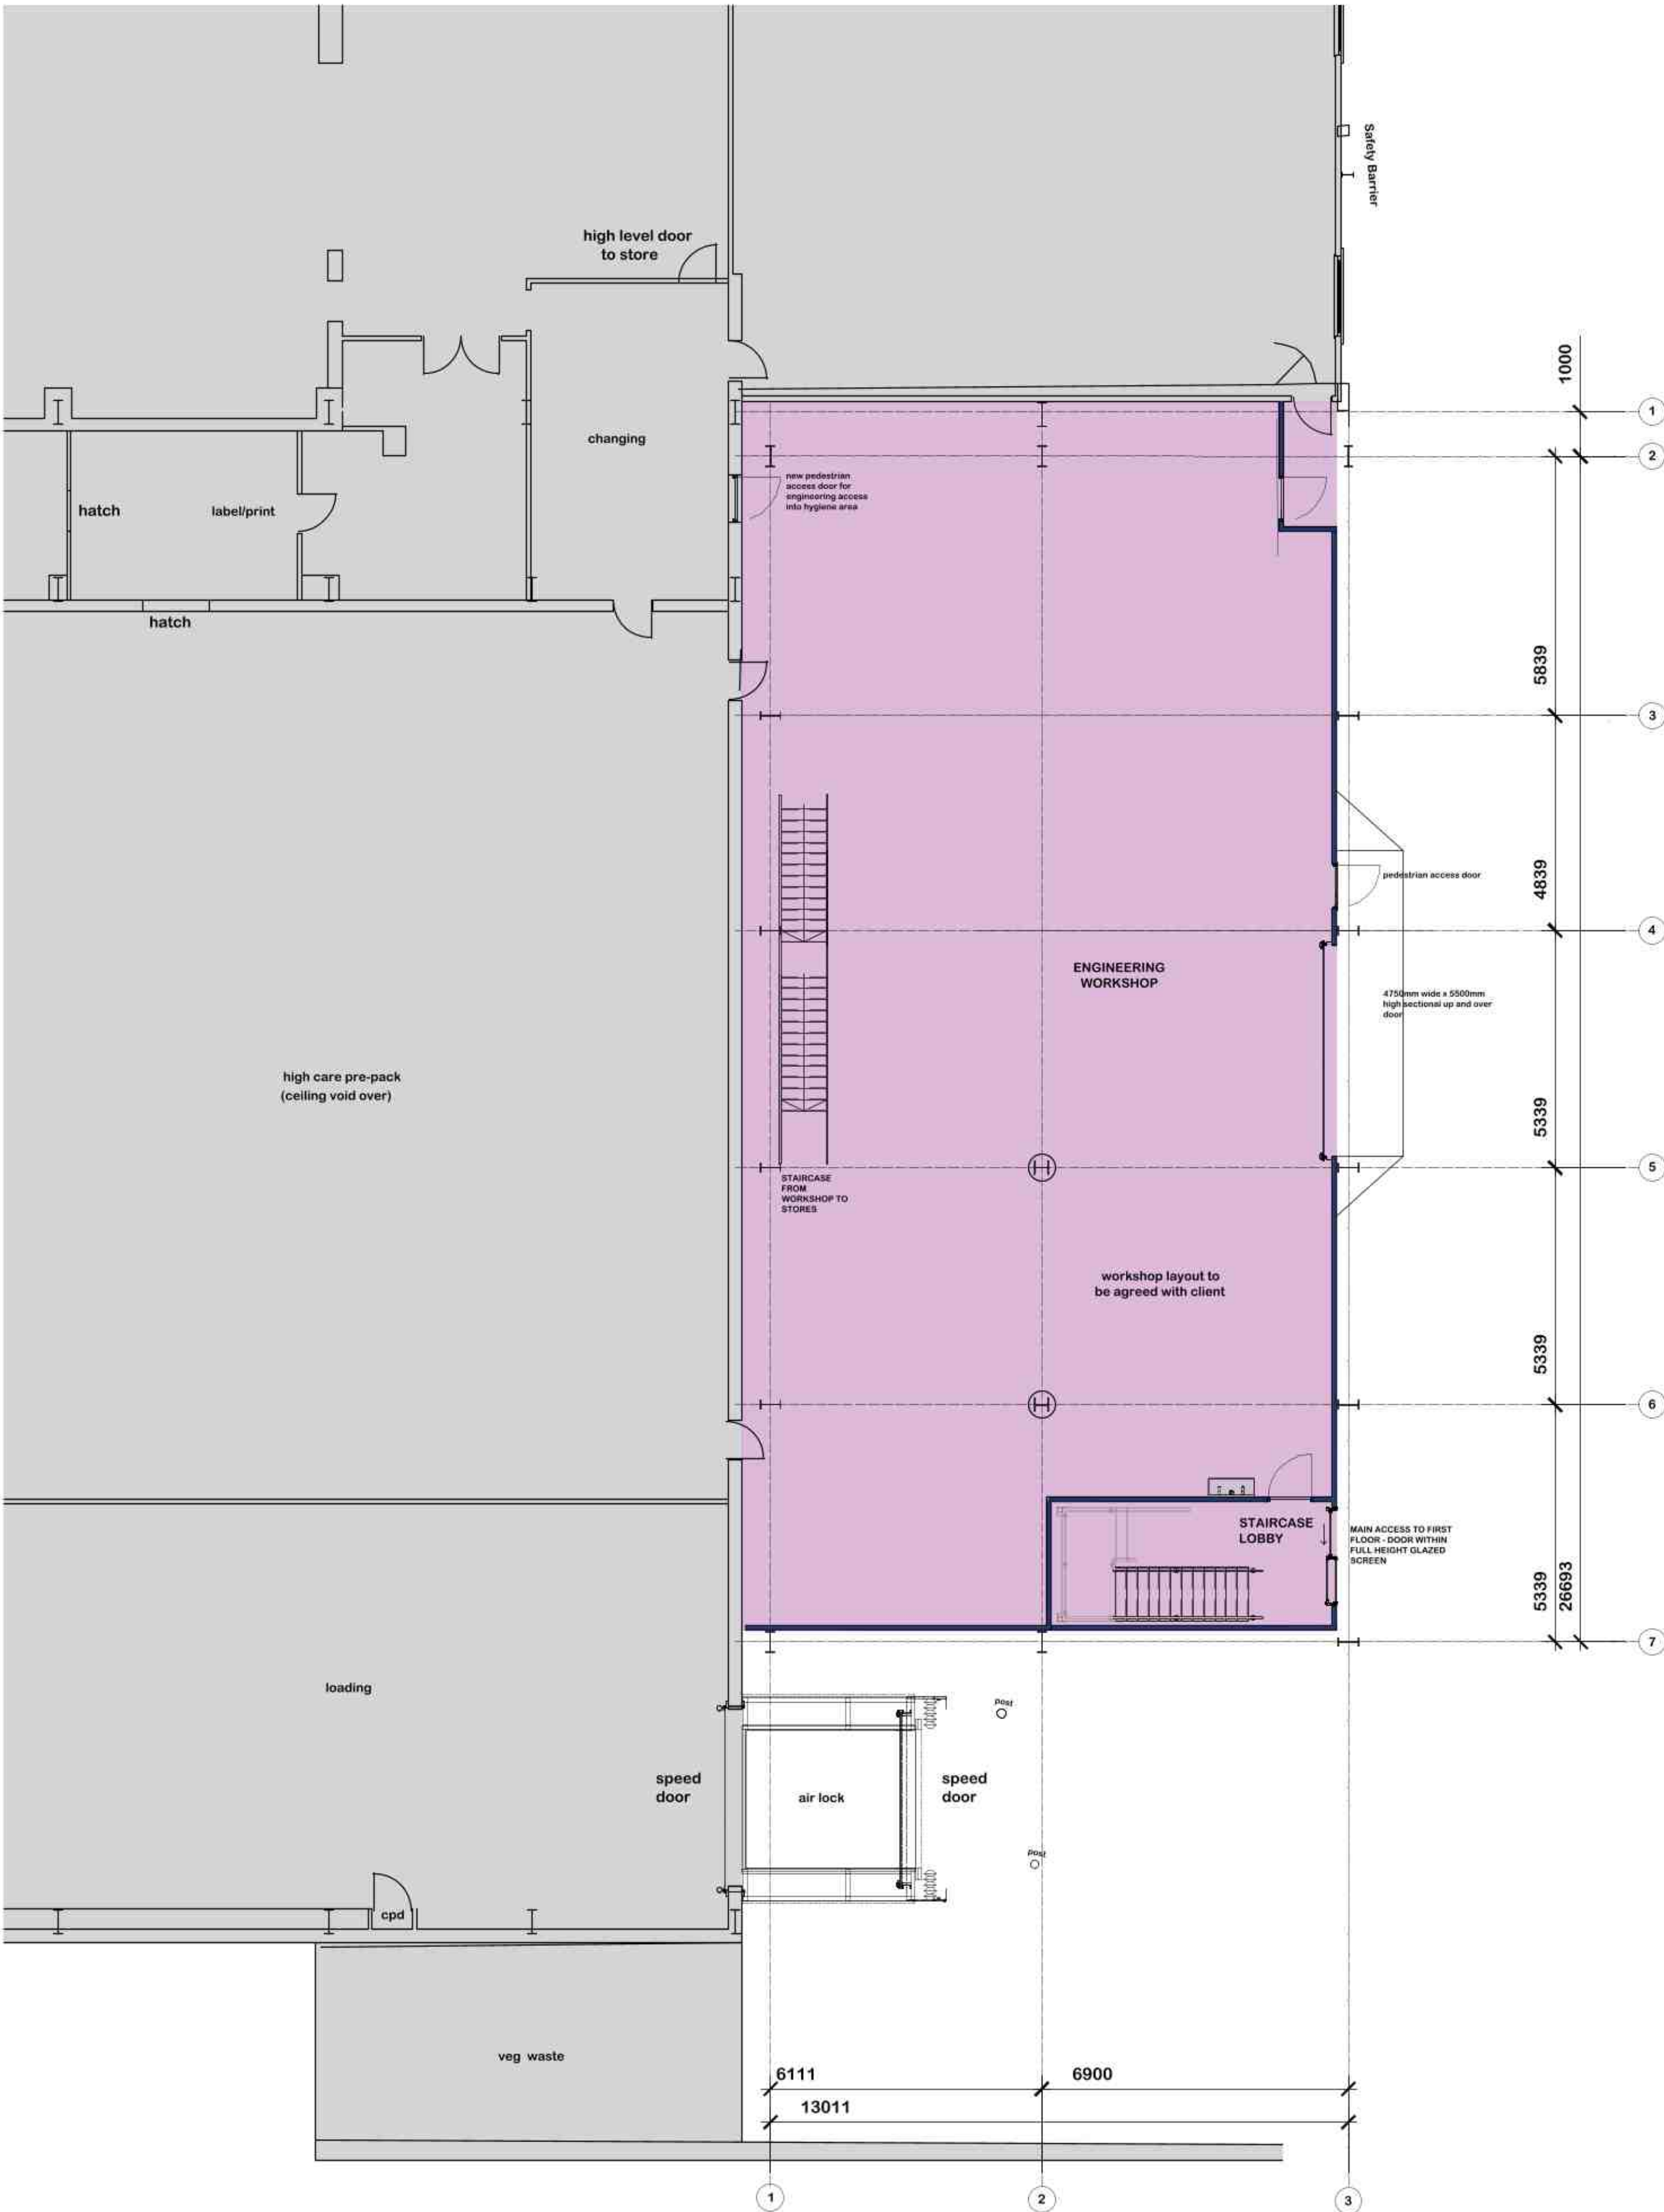 Safety Barrier
high level door
to store
1000
1
changing
2
new pedestrian
access door for
engineering access
into hygiene area
hatch
label/print
hatch
5839
3
pedestrian access door
4839
4
ENGINEERING
WORKSHOP
4750mm wide x 5500mm
high sectional up and over
door
high care pre-pack
(ceiling void over)
5339
5
STAIRCASE
FROM
WORKSHOP TO
STORES
workshop layout to
be agreed with client
5339
6
STAIRCASE
LOBBY
MAIN ACCESS TO FIRST
FLOOR - DOOR WITHIN
FULL HEIGHT GLAZED
SCREEN
5339
26693
7
loading
post
speed
door
air lock
speed
door
post
cpd
veg waste
6111
6900
13011
1
2
3